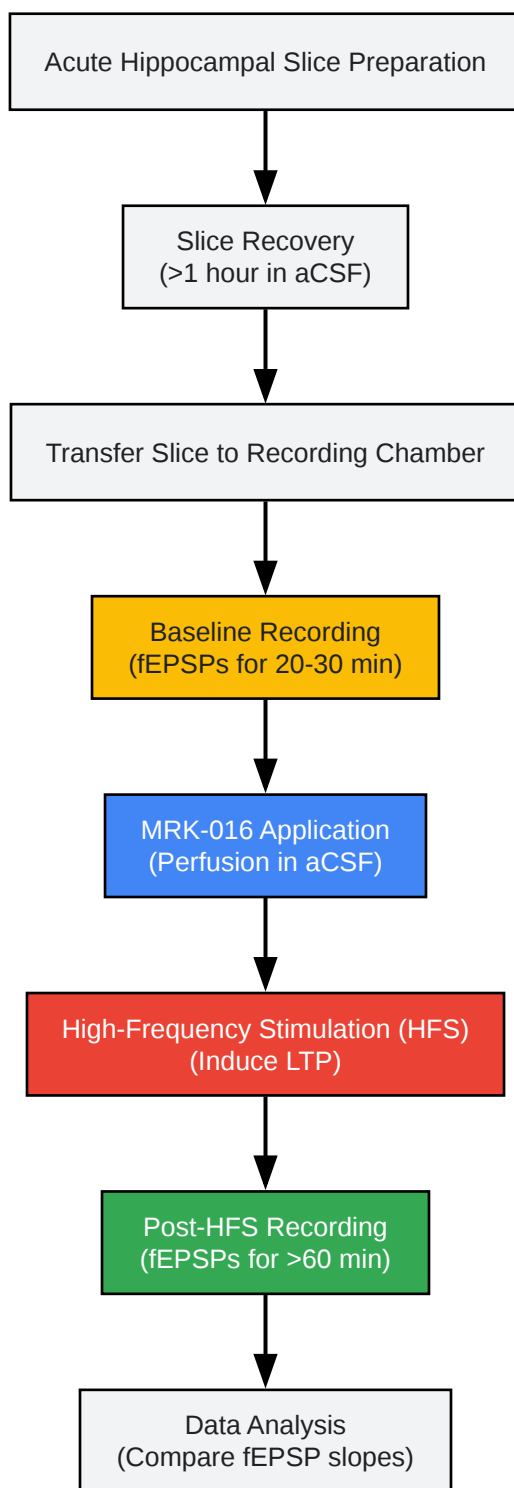 Acute Hippocampal Slice Preparation
Slice Recovery
(>1 hour in aCSF)
Transfer Slice to Recording Chamber
Baseline Recording
(fEPSPs for 20-30 min)
MRK-016 Application
(Perfusion in aCSF)
High-Frequency Stimulation (HFS)
(Induce LTP)
Post-HFS Recording
(fEPSPs for >60 min)
Data Analysis
(Compare fEPSP slopes)